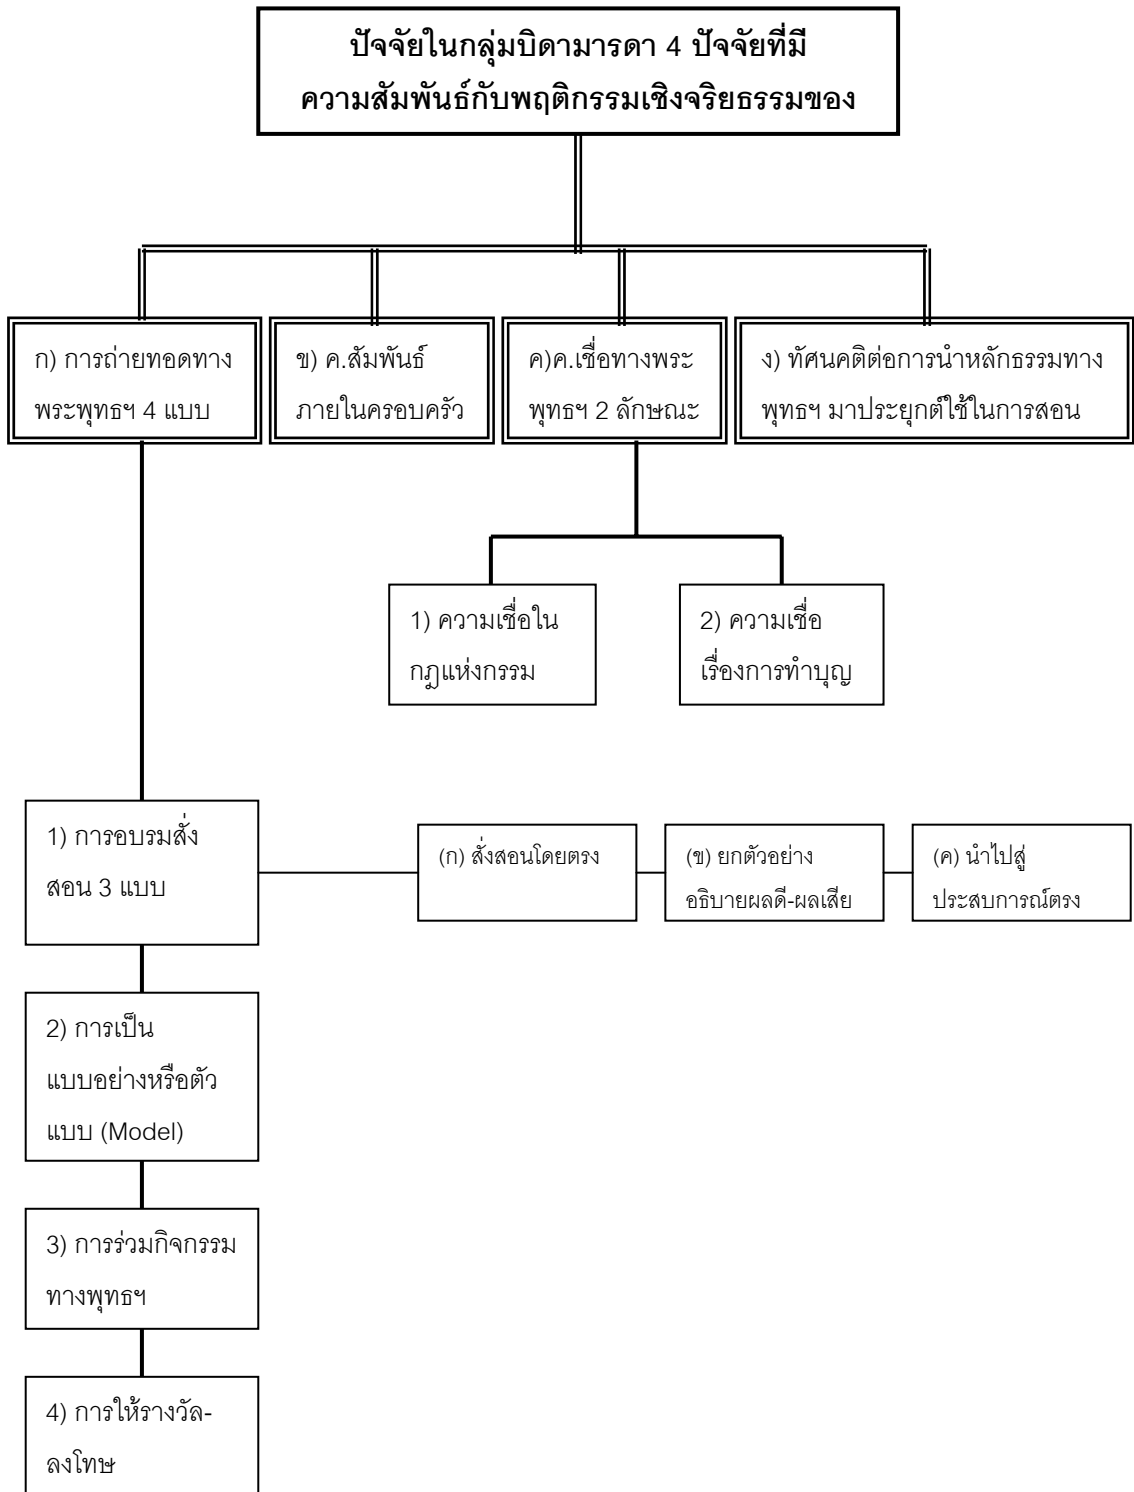 ปัจจัยในกลุ่มบิดามารดา 4 ปัจจัยที่มี
ความสัมพันธ์กับพฤติกรรมเชิงจริยธรรมของ
ก) การถ่ายทอดทาง
พระพุทธฯ 4 แบบ
ข) ค.สัมพันธ์
ภายในครอบครัว
ค)ค.เชื่อทางพระ
พุทธฯ 2 ลักษณะ
ง) ทัศนคติต่อการนำหลักธรรมทาง
พุทธฯ มาประยุกต์ใช้ในการสอน
1) ความเชื่อใน
กฎแห่งกรรม
2) ความเชื่อ
เรื่องการทำบุญ
1) การอบรมสั่ง
สอน 3 แบบ
(ก) สั่งสอนโดยตรง
(ข) ยกตัวอย่าง
อธิบายผลดี-ผลเสีย
(ค) นำไปสู่
ประสบการณ์ตรง
2) การเป็น
แบบอย่างหรือตัว
แบบ (Model)
3) การร่วมกิจกรรม
ทางพุทธฯ
4) การให้รางวัล-
ลงโทษ